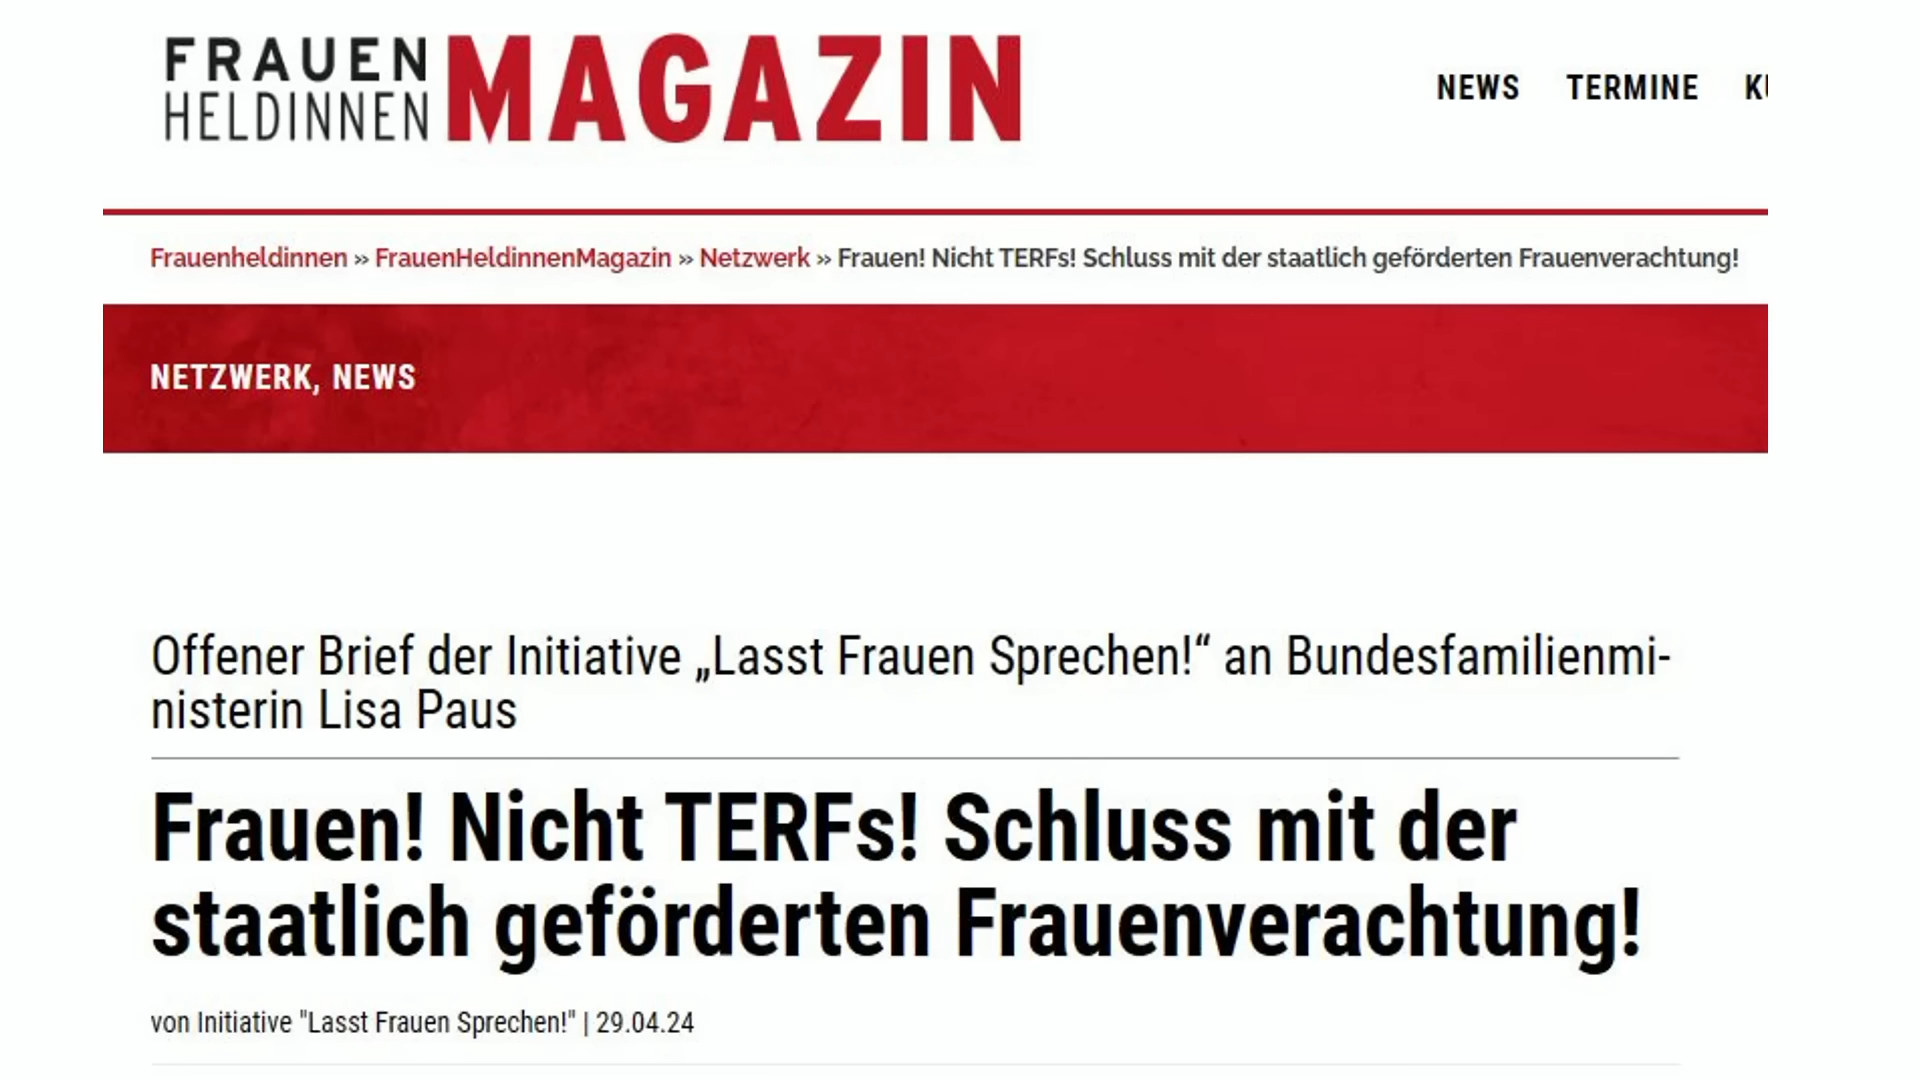 FRAUEN
HELDINNEN
MAGAZIN
NEWS TERMINE
Frauenheldinnen » FrauenHeldinnenMagazin » Netzwerk » Frauen! Nicht TERFs! Schluss mit der staatlich geförderten Frauenverachtung!
NETZWERK, NEWS
Offener Brief der Initiative „Lasst Frauen Sprechen!“ an Bundesfamilienmi-
nisterin Lisa Paus
Frauen! Nicht TERFs! Schluss mit der
staatlich geförderten Frauenverachtung!
von Initiative "Lasst Frauen Sprechen!" | 29.04.24